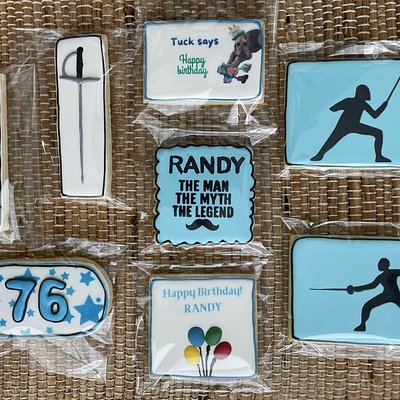 Tuck says
Happy
birthday
RANDY
THE MAN
THE MYTH
THE LEGEND
76
Happy Birthday!
RANDY